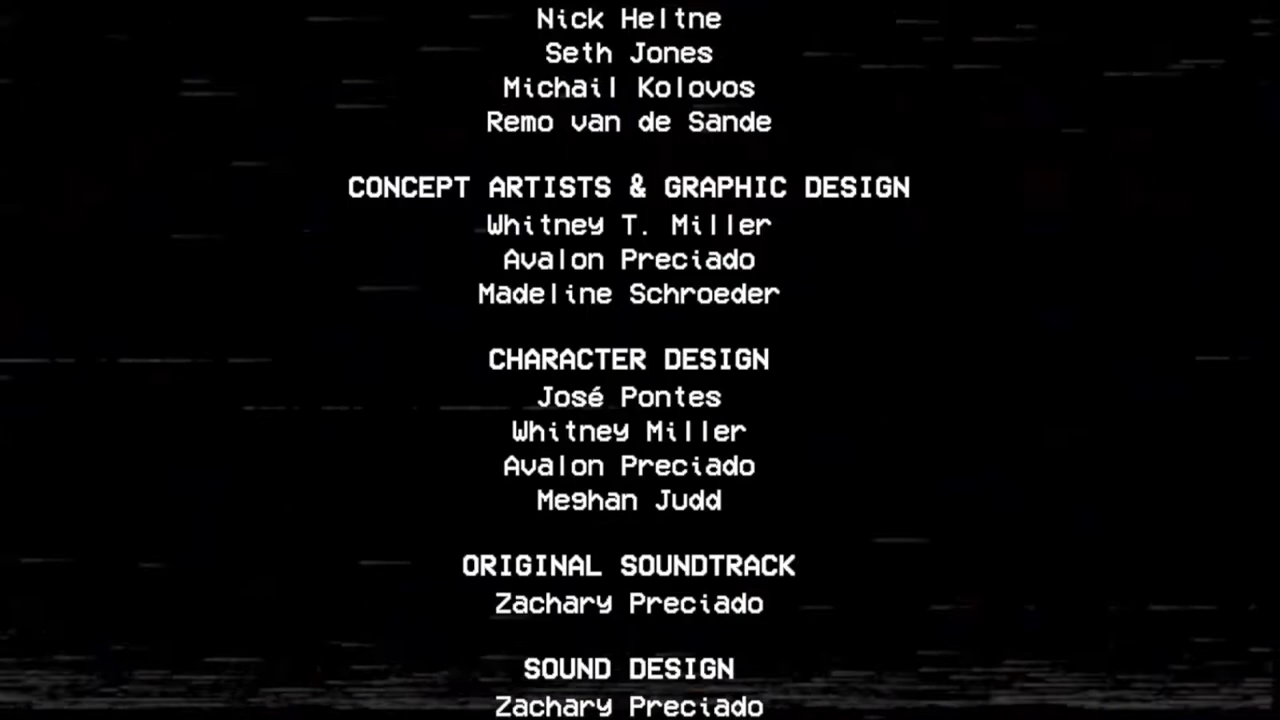 Nick Heltne
Seth Jones
Michail Kolovos
Remo van de Sande
CONCEPT ARTISTS & GRAPHIC DESIGN
Whitney T. Miller
Avalon Preciado
Madeline Schroeder
CHARACTER DESIGN
José Pontes
Whitney Miller
Avalon Preciado
Meghan Judd
ORIGINAL SOUNDTRACK
Zachary Preciado
SOUND DESIGN
Zachary Preciado